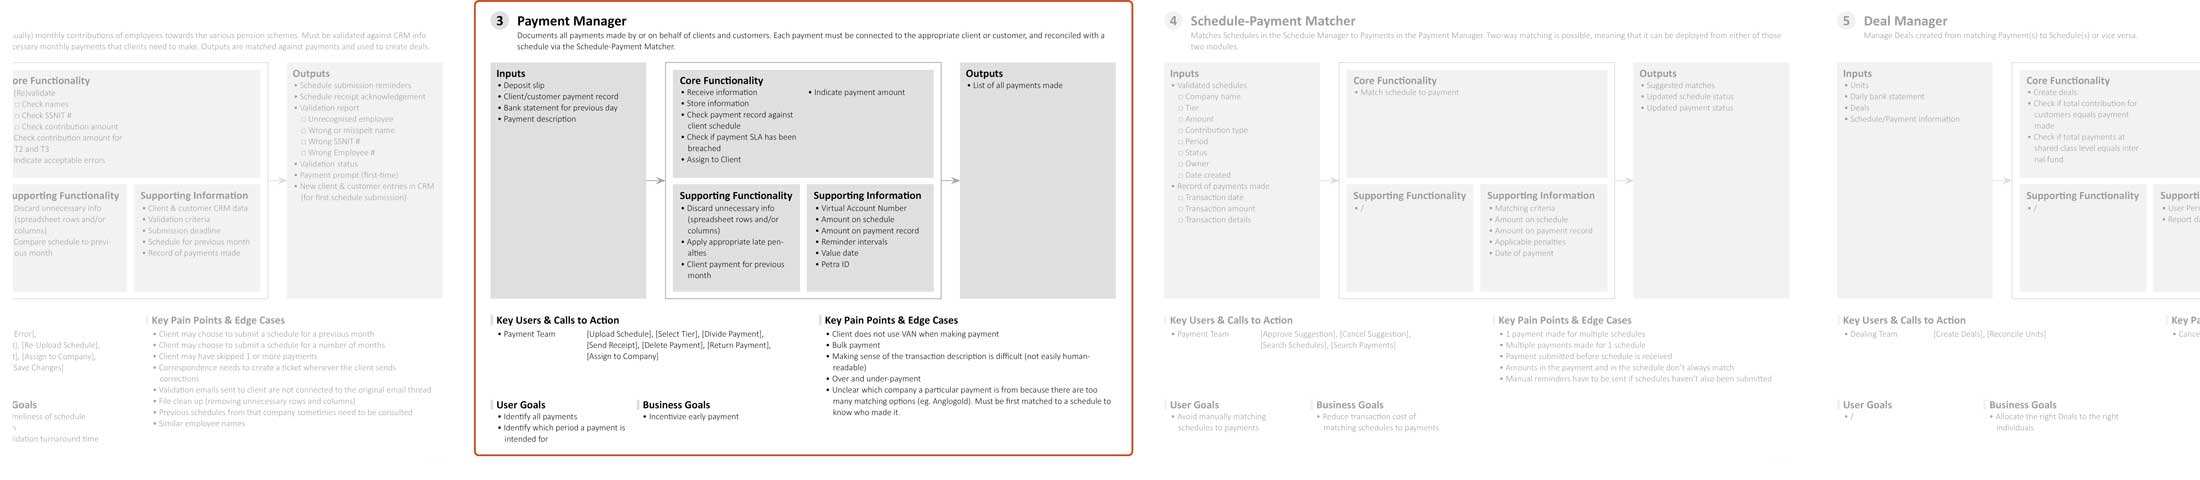 ually) monthly contributions of employees towards the various pension schemes. Must be validated against CRM info
cessary monthly payments that clients need to make. Outputs are matched against payments and used to create deals.
ore Functionality
(Re)validate
□ Check names
□ Check SSNIT #
□ Check contribution amount
Check contribution amount for
T2 and T3
Indicate acceptable errors
upporting Functionality
Discard unnecessary info
(spreadsheet rows and/or
columns)
Compare schedule to previ-
ous month
Supporting Information
• Client & customer CRM data
• Validation criteria
• Submission deadline
• Schedule for previous month
• Record of payments made
Outputs
• Schedule submission reminders
• Schedule receipt acknowledgement
• Validation report
□ Unrecognised employee
□ Wrong or misspelt name
□ Wrong SSNIT #
□ Wrong Employee #
• Validation status
• Payment prompt (first-time)
• New client & customer entries in CRM
(for first schedule submission)
Error],
t], [Re-Upload Schedule],
t], [Assign to Company],
Save Changes]
Key Pain Points & Edge Cases
• Client may choose to submit a schedule for a previous month
• Client may choose to submit a schedule for a number of months
• Client may have skipped 1 or more payments
• Correspondence needs to create a ticket whenever the client sends
corrections
• Validation emails sent to client are not connected to the original email thread
• File clean up (removing unnecessary rows and columns)
• Previous schedules from that company sometimes need to be consulted
• Similar employee names
Goals
meliness of schedule
n
lidation turnaround time
3 Payment Manager
Documents all payments made by or on behalf of clients and customers. Each payment must be connected to the appropriate client or customer, and reconciled with a
schedule via the Schedule-Payment Matcher.
Inputs
• Deposit slip
• Client/customer payment record
• Bank statement for previous day
• Payment description
Core Functionality
• Receive information
• Store information
• Check payment record against
client schedule
• Check if payment SLA has been
breached
• Assign to Client
• Indicate payment amount
Supporting Functionality
• Discard unnecessary info
(spreadsheet rows and/or
columns)
• Apply appropriate late pen-
alties
• Client payment for previous
month
Supporting Information
• Virtual Account Number
• Amount on schedule
• Amount on payment record
• Reminder intervals
• Value date
• Petra ID
Outputs
• List of all payments made
Key Users & Calls to Action
• Payment Team [Upload Schedule], [Select Tier], [Divide Payment],
[Send Receipt], [Delete Payment], [Return Payment],
[Assign to Company]
Key Pain Points & Edge Cases
• Client does not use VAN when making payment
• Bulk payment
• Making sense of the transaction description is difficult (not easily human-
readable)
• Over and under-payment
• Unclear which company a particular payment is from because there are too
many matching options (eg. Anglogold). Must be first matched to a schedule to
know who made it.
User Goals
• Identify all payments
• Identify which period a payment is
intended for
Business Goals
• Incentivize early payment
4 Schedule-Payment Matcher
Matches Schedules in the Schedule Manager to Payments in the Payment Manager. Two-way matching is possible, meaning that it can be deployed from either of those
two modules.
Inputs
• Validated schedules
□ Company name
□ Tier
□ Amount
□ Contribution type
□ Period
□ Status
□ Owner
□ Date created
• Record of payments made
□ Transaction date
□ Transaction amount
□ Transaction details
Core Functionality
• Match schedule to payment
Supporting Functionality
• /
Supporting Information
• Matching criteria
• Amount on schedule
• Amount on payment record
• Applicable penalties
• Date of payment
Outputs
• Suggested matches
• Updated schedule status
• Updated payment status
Key Users & Calls to Action
• Payment Team [Approve Suggestion], [Cancel Suggestion],
[Search Schedules], [Search Payments]
Key Pain Points & Edge Cases
• 1 payment made for multiple schedules
• Multiple payments made for 1 schedule
• Payment submitted before schedule is received
• Amounts in the payment and in the schedule don't always match
• Manual reminders have to be sent if schedules haven't also been submitted
User Goals
• Avoid manually matching
schedules to payments
Business Goals
• Reduce transaction cost of
matching schedules to payments
5 Deal Manager
Manage Deals created from matching Payment(s) to Schedule(s) or vice versa.
Inputs
• Units
• Daily bank statement
• Deals
• Schedule/Payment information
Core Functionality
• Create deals.
• Check if total contribution for
customers equals payment
made
• Check if total payments at
shared class level equals inter-
nal fund
Supporting Functionality
• /
Supporti
• User Per
• Report da
Key Users & Calls to Action
• Dealing Team [Create Deals], [Reconcile Units]
Key Pa
• Cance
User Goals
• /
Business Goals
• Allocate the right Deals to the right
individuals